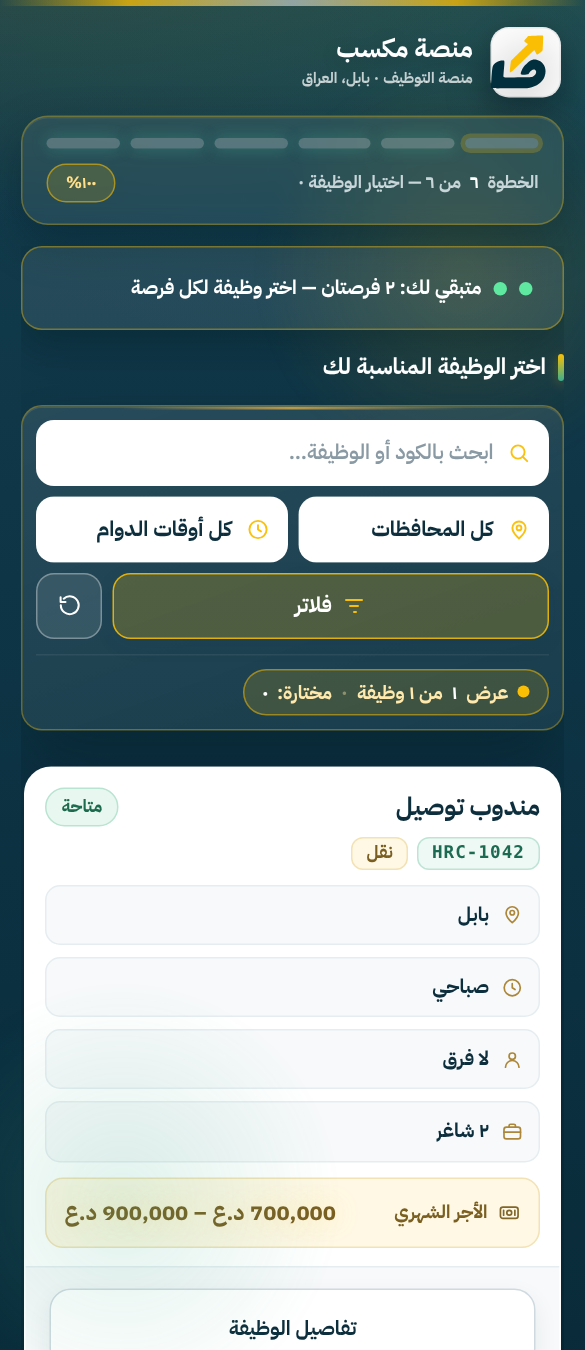 منصة مكسب
منصة التوظيف · بابل، العراق
الخطوة ٦ من ٦ — اختيار الوظيفة ·
١٠٠%
متبقي لك: ٢ فرصتان — اختر وظيفة لكل فرصة
اختر الوظيفة المناسبة لك
ابحث بالكود أو الوظيفة...
كل المحافظات
كل أوقات الدوام
فلاتر
عرض ١ من ١ وظيفة · مختارة: ٠
مندوب توصيل
متاحة
HRC-1042
نقل
بابل
صباحي
لا فرق
٢ شاغر
الأجر الشهري
700,000 د.ع – 900,000 د.ع
تفاصيل الوظيفة